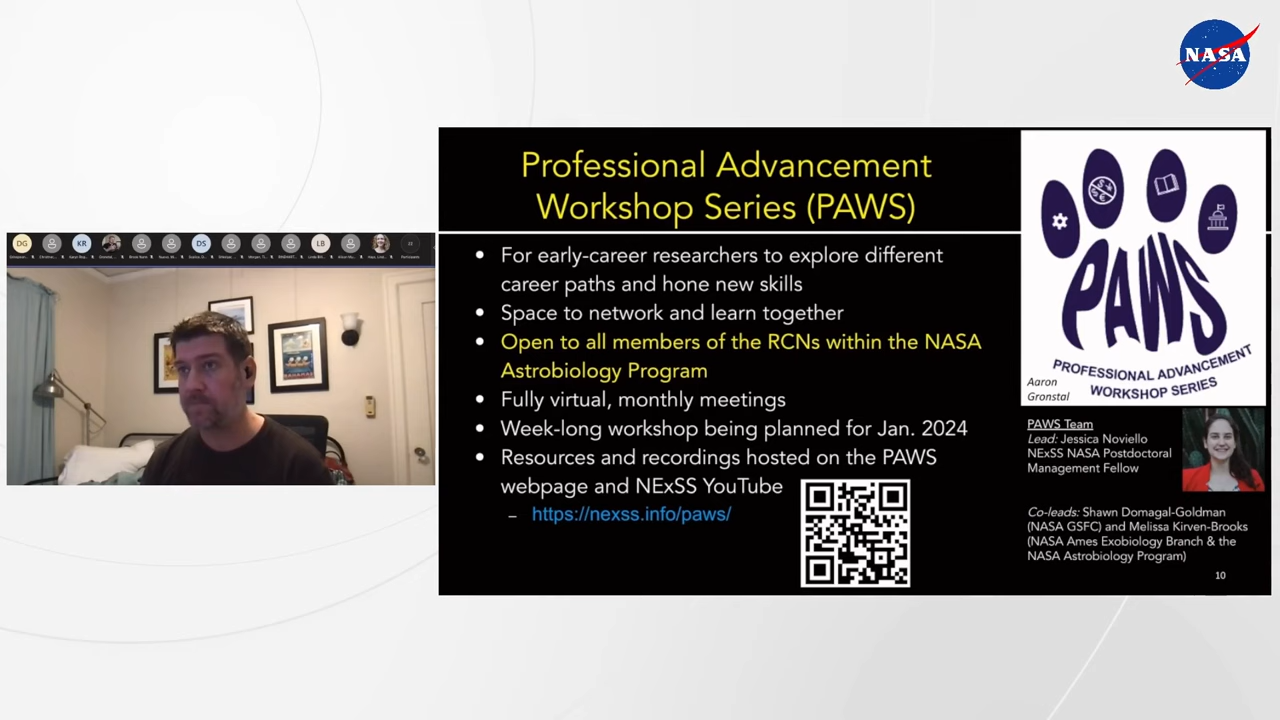 NASA
DG
KR
DS
LB
Participants
Professional Advancement
Workshop Series (PAWS)
• For early-career researchers to explore different
career paths and hone new skills
• Space to network and learn together
• Open to all members of the RCNs within the NASA
Astrobiology Program
• Fully virtual, monthly meetings
• Week-long workshop being planned for Jan. 2024
• Resources and recordings hosted on the PAWS
webpage and NExSS YouTube
– https://nexss.info/paws/
PAWS
PROFESSIONAL ADVANCEMENT
WORKSHOP SERIES
Aaron
Gronstal
PAWS Team
Lead: Jessica Noviello
NExSS NASA Postdoctoral
Management Fellow
Co-leads: Shawn Domagal-Goldman
(NASA GSFC) and Melissa Kirven-Brooks
(NASA Ames Exobiology Branch & the
NASA Astrobiology Program)
10